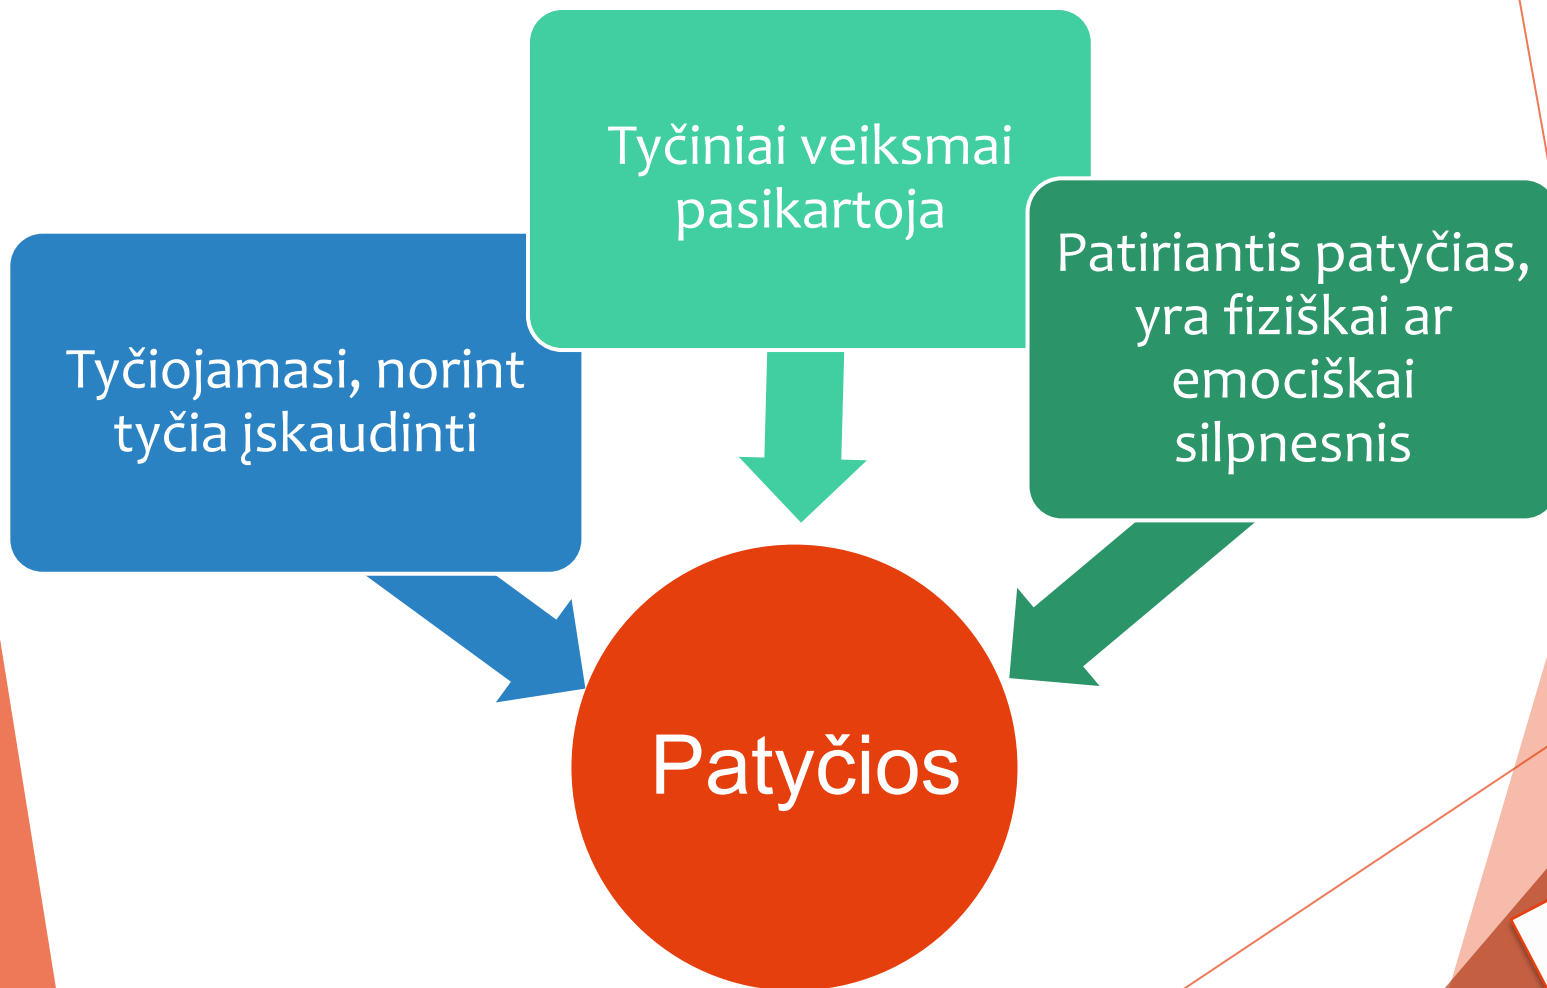 Tyčiojamasi, norint
tyčia įskaudinti
Tyčiniai veiksmai
pasikartoja
Patiriantis patyčias,
yra fiziškai ar
emociškai
silpnesnis
Patyčios